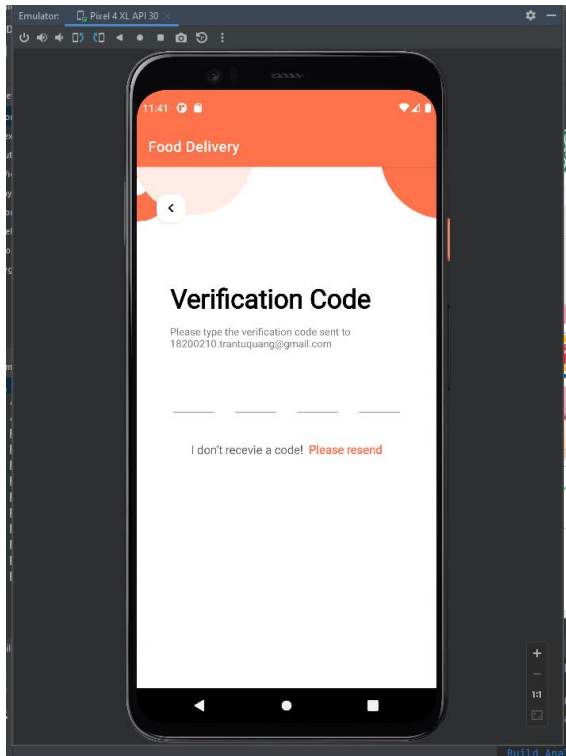 Emulator: Pixel 4 XL API 30
11:41
Food Delivery
Verification Code
Please type the verification code sent to
18200210.trantuquang@gmail.com
I don't recevie a code! Please resend
1:1
Build Ana